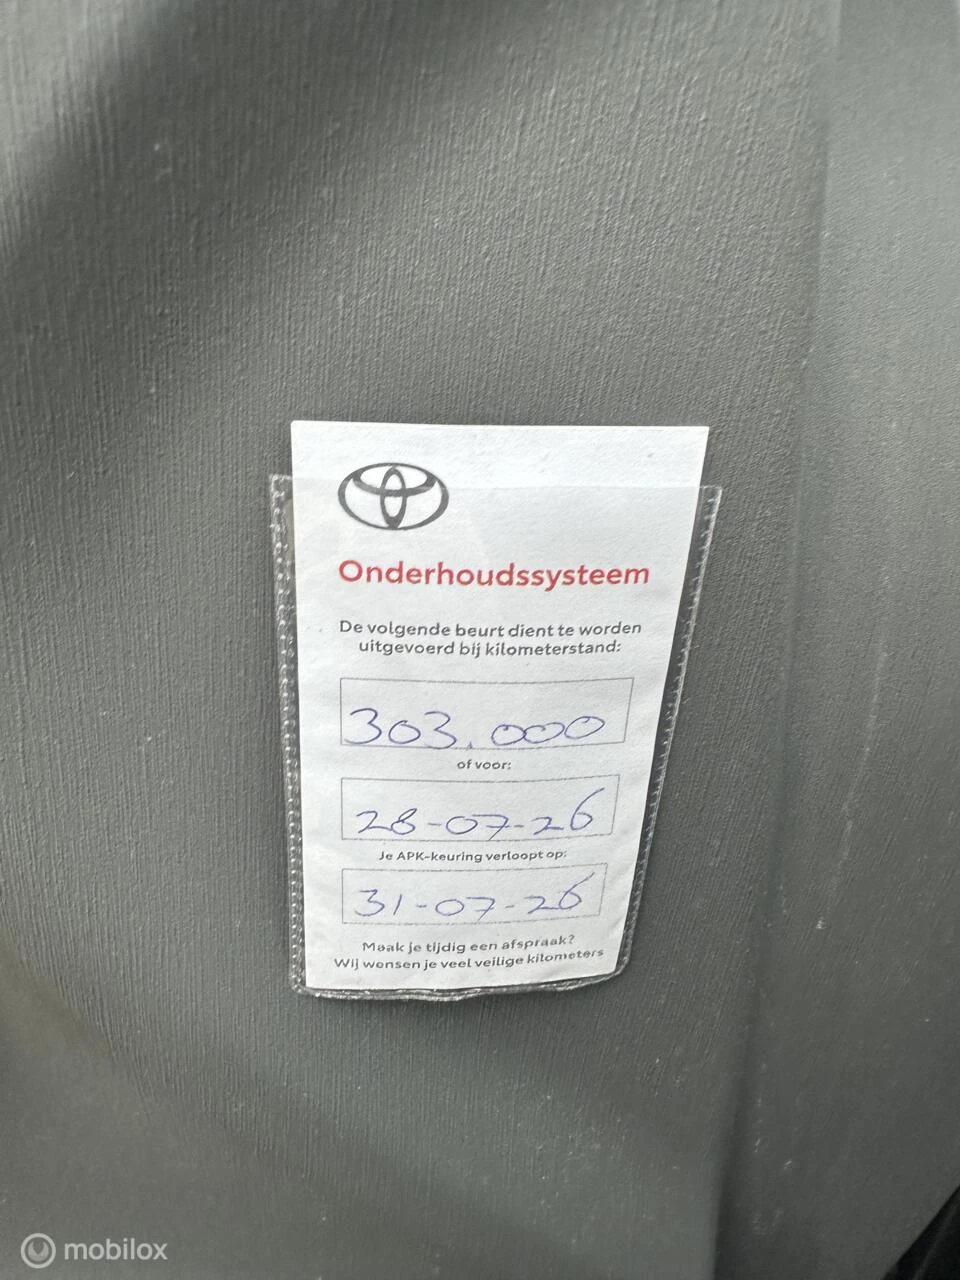 Onderhoudssysteem
De volgende beurt dient te worden
uitgevoerd bij kilometerstand:
303.000
of voor:
28-07-26
Je APK-keuring verloopt op:
31-07-26
Maak je tijdig een afspraak?
Wij wensen je veel veilige kilometers
mobilox